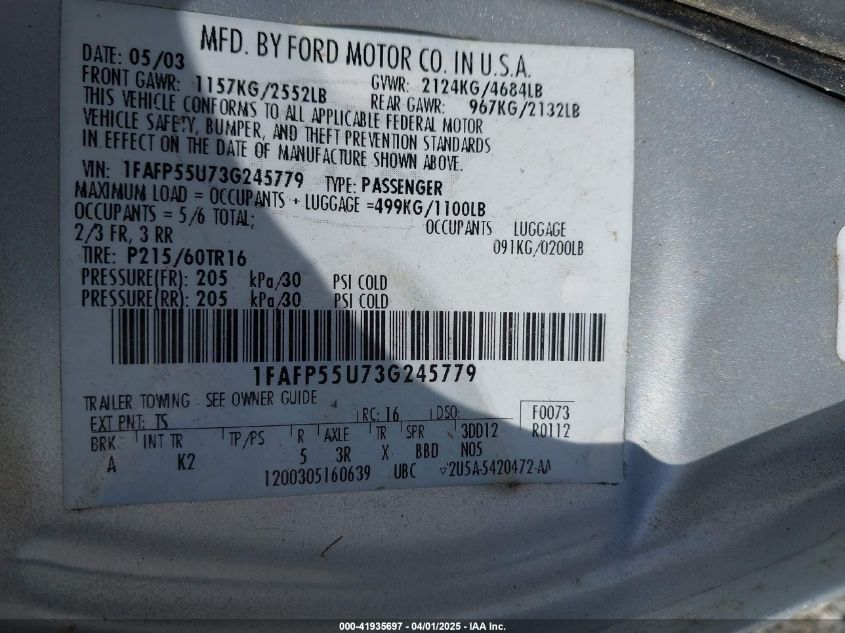 MFD. BY FORD MOTOR CO. IN U.S.A.
DATE: 05/03 GVWR: 2124KG/4684LB
FRONT GAWR: 1157KG/2552LB REAR GAWR: 967KG/2132LB
THIS VEHICLE CONFORMS TO ALL APPLICABLE FEDERAL MOTOR
VEHICLE SAFETY, BUMPER, AND THEFT PREVENTION STANDARDS
IN EFFECT ON THE DATE OF MANUFACTURE SHOWN ABOVE.
VIN: 1FAFP55U73G245779 TYPE: PASSENGER
MAXIMUM LOAD = OCCUPANTS + LUGGAGE =499KG/1100LB
OCCUPANTS = 5/6 TOTAL; OCCUPANTS LUGGAGE
2/3 FR, 3 RR 091KG/0200LB
TIRE: P215/60TR16
PRESSURE(FR): 205 kPa/30 PSI COLD
PRESSURE(RR): 205 kPa/30 PSI COLD
1FAFP55U73G245779
TRAILER TOWING - SEE OWNER GUIDE
EXT PNT: TS RC: 16 DSO: F0073
BRK INT TR TP/PS R AXLE TR SPR 3DD12 R0112
A K2 5 3R X BBD N05
1200305160639 UBC 2U5A-5420472-AA
000-41935697 - 04/01/2025 - IAA Inc.